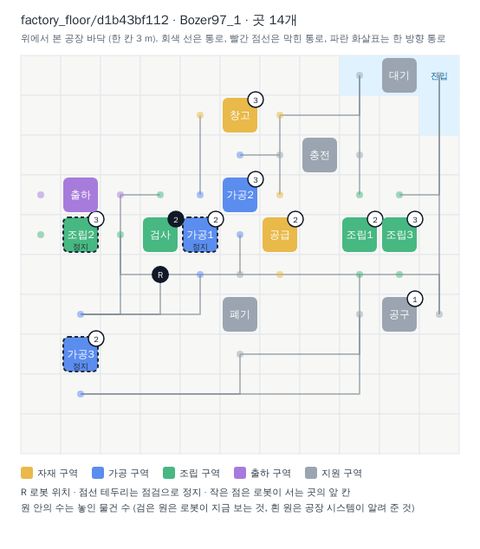 factory_floor/d1b43bf112 · Bozer97_1 · 곳 14개
위에서 본 공장 바닥 (한 칸 3 m). 회색 선은 통로, 빨간 점선은 막힌 통로, 파란 화살표는 한 방향 통로
대기
전립
창고 3
충전
출하
가공2 3
조립2 3
정지
검사 2
가공1 2
정지
공급 2
조립1 2
조립3 3
R
폐기
공구 1
가공3 2
정지
자재 구역 가공 구역 조립 구역 출하 구역 지원 구역
R 로봇 위치 · 점선 테두리는 점검으로 정지 · 작은 점은 로봇이 서는 곳의 앞 칸
원 안의 수는 놓인 물건 수 (검은 원은 로봇이 지금 보는 것, 흰 원은 공장 시스템이 알려 준 것)